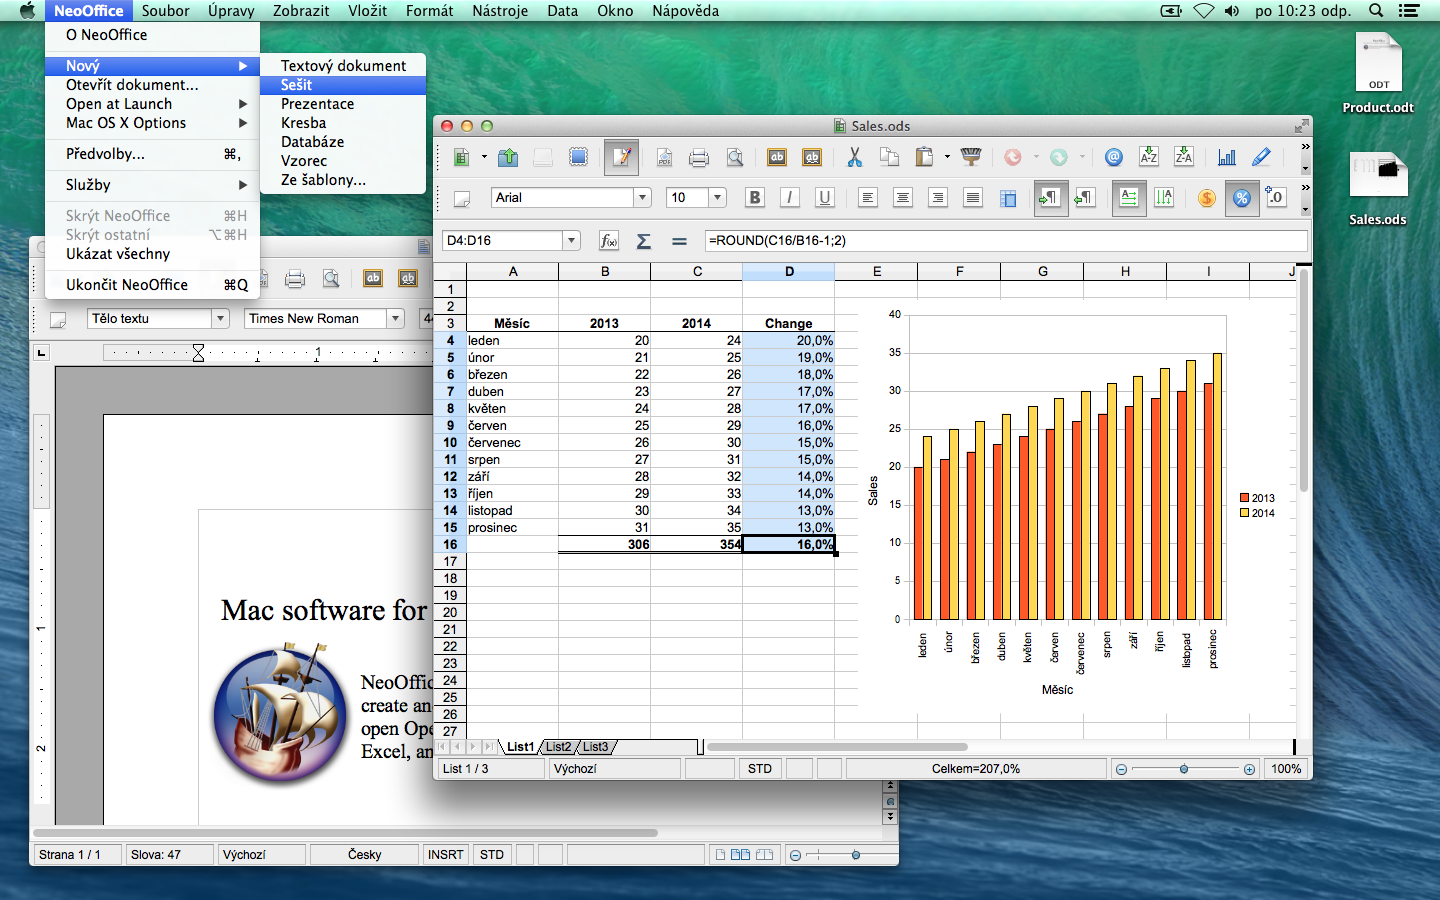 NeoOffice Soubor Úpravy Zobrazit Vložit Formát Nástroje Data Okno Nápověda po 10:23 odp.
O NeoOffice
Nový
Otevřít dokument...
Open at Launch
Mac OS X Options
Předvolby... ⌘,
Služby
Skrýt NeoOffice ⌘H
Skrýt ostatní ⌥⌘H
Ukázat všechny
Ukončit NeoOffice ⌘Q
Textový dokument
Sešit
Prezentace
Kresba
Databáze
Vzorec
Ze šablony...
ODT
Product.odt
Sales.ods
Sales.ods
Arial 10 B I U
D4:D16 f(x) Σ = =ROUND(C16/B16-1;2)
A B C D E F G H I J
1
2
3 Měsíc 2013 2014 Change
4 leden 20 24 20,0%
5 únor 21 25 19,0%
6 březen 22 26 18,0%
7 duben 23 27 17,0%
8 květen 24 28 17,0%
9 červen 25 29 16,0%
10 červenec 26 30 15,0%
11 srpen 27 31 15,0%
12 září 28 32 14,0%
13 říjen 29 33 14,0%
14 listopad 30 34 13,0%
15 prosinec 31 35 13,0%
16 306 354 16,0%
17
18
19
20
21
22
23
24
25
26
27
40
35
30
25
20
15
10
5
0
Sales
leden únor březen duben květen červen červenec srpen září říjen listopad prosinec
Měsíc
2013
2014
List1 List2 List3
List 1 / 3 Výchozí STD Celkem=207,0% 100%
Tělo textu Times New Roman
1
1
2
Mac software for
NeoOffic
create an
open Ope
Excel, an
Strana 1 / 1 Slova: 47 Výchozí Česky INSRT STD